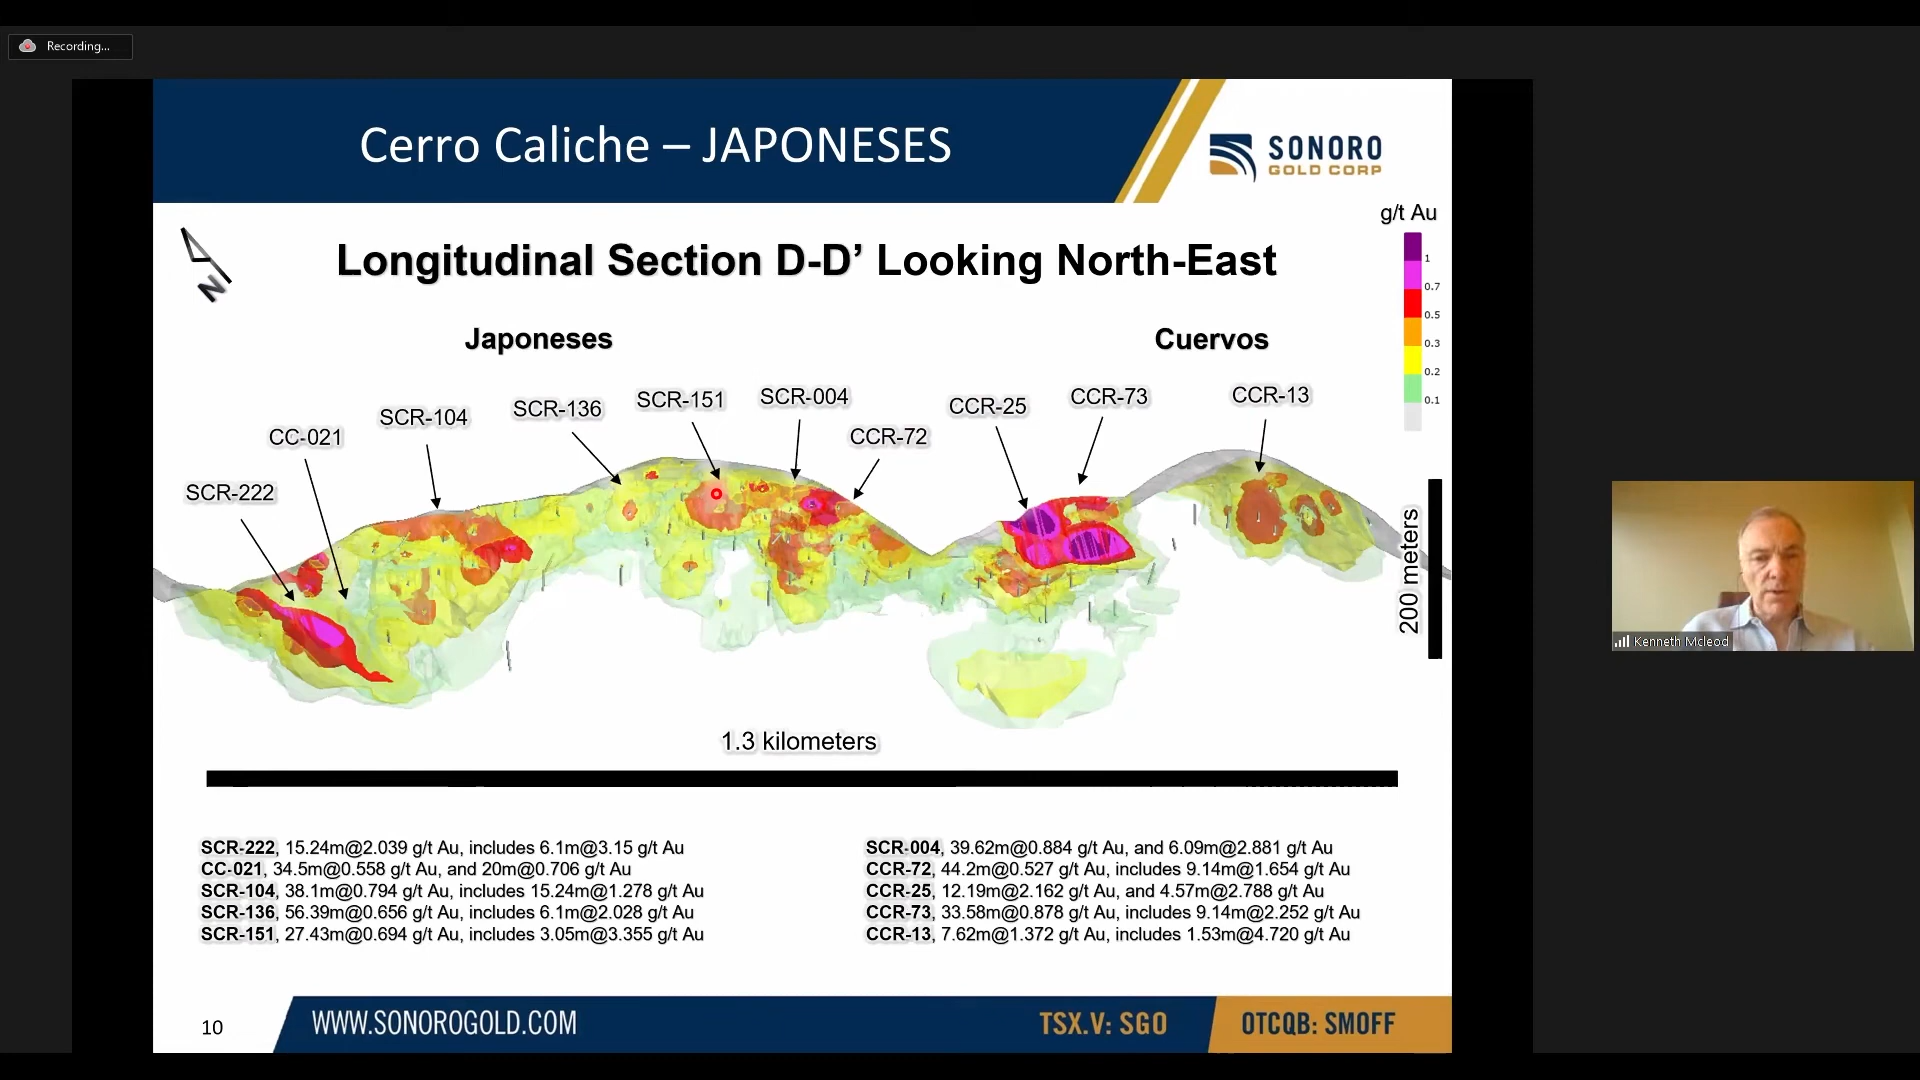 Recording...
Cerro Caliche – JAPONESES
SONORO
GOLD CORP
g/t Au
1
0.7
0.5
0.3
0.2
0.1
N
Longitudinal Section D-D’ Looking North-East
Japoneses
Cuervos
SCR-222
CC-021
SCR-104
SCR-136
SCR-151
SCR-004
CCR-72
CCR-25
CCR-73
CCR-13
200 meters
1.3 kilometers
Kenneth Mcleod
SCR-222, 15.24m@2.039 g/t Au, includes 6.1m@3.15 g/t Au
CC-021, 34.5m@0.558 g/t Au, and 20m@0.706 g/t Au
SCR-104, 38.1m@0.794 g/t Au, includes 15.24m@1.278 g/t Au
SCR-136, 56.39m@0.656 g/t Au, includes 6.1m@2.028 g/t Au
SCR-151, 27.43m@0.694 g/t Au, includes 3.05m@3.355 g/t Au
SCR-004, 39.62m@0.884 g/t Au, and 6.09m@2.881 g/t Au
CCR-72, 44.2m@0.527 g/t Au, includes 9.14m@1.654 g/t Au
CCR-25, 12.19m@2.162 g/t Au, and 4.57m@2.788 g/t Au
CCR-73, 33.58m@0.878 g/t Au, includes 9.14m@2.252 g/t Au
CCR-13, 7.62m@1.372 g/t Au, includes 1.53m@4.720 g/t Au
10
WWW.SONOROGOLD.COM
TSX.V: SGO
OTCQB: SMOFF